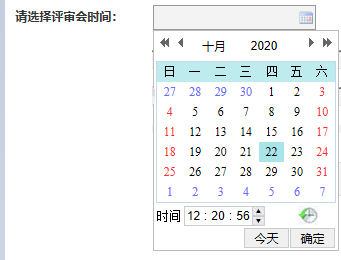 请选择评审会时间：
十月 2020
日 一 二 三 四 五 六
27 28 29 30 1 2 3
4 5 6 7 8 9 10
11 12 13 14 15 16 17
18 19 20 21 22 23 24
25 26 27 28 29 30 31
1 2 3 4 5 6 7
时间 12 : 20 : 56
今天 确定